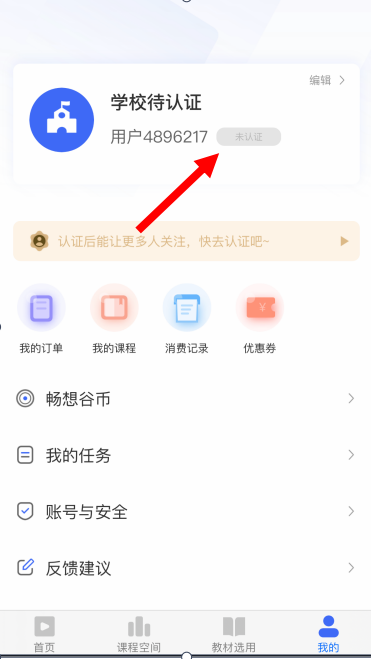 编辑
学校待认证
用户4896217 未认证
认证后能让更多人关注，快去认证吧~
我的订单 我的课程 消费记录 优惠券
畅想谷币
我的任务
账号与安全
反馈建议
首页 课程空间 教材选用 我的